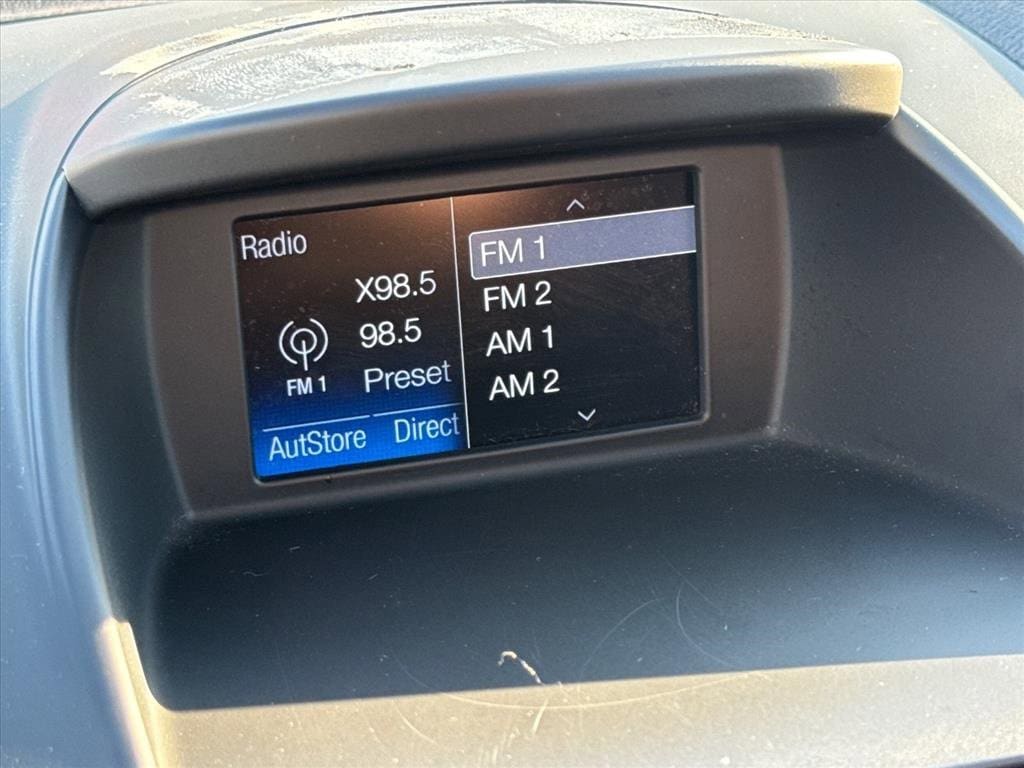 Radio
X98.5
98.5
FM 1
Preset
AutStore
Direct
FM 1
FM 2
AM 1
AM 2